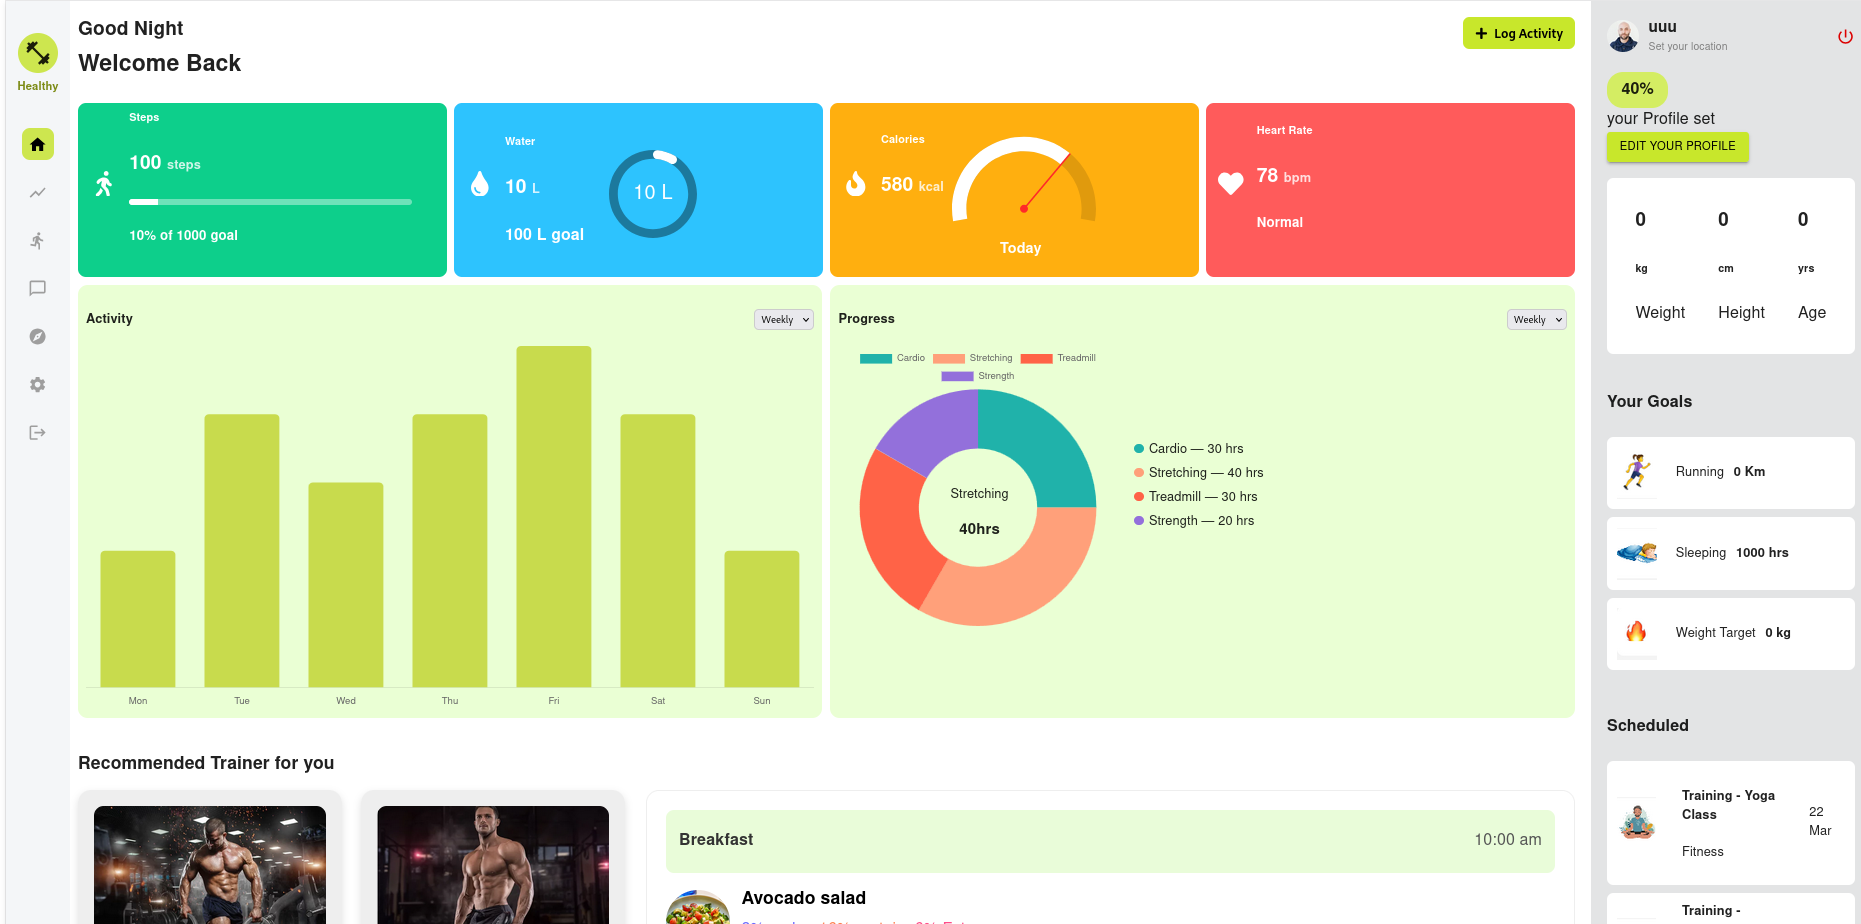 Healthy
Good Night
Welcome Back
+ Log Activity
Steps
100 steps
10% of 1000 goal
Water
10 L
100 L goal
10 L
Calories
580 kcal
Today
Heart Rate
78 bpm
Normal
Activity
Weekly
Mon Tue Wed Thu Fri Sat Sun
Progress
Weekly
Cardio Stretching Treadmill
Strength
Stretching
40hrs
Cardio — 30 hrs
Stretching — 40 hrs
Treadmill — 30 hrs
Strength — 20 hrs
Recommended Trainer for you
Breakfast 10:00 am
Avocado salad
uuu
Set your location
40%
your Profile set
EDIT YOUR PROFILE
0 0 0
kg cm yrs
Weight Height Age
Your Goals
Running 0 Km
Sleeping 1000 hrs
Weight Target 0 kg
Scheduled
Training - Yoga
Class
Fitness
22
Mar
Training -